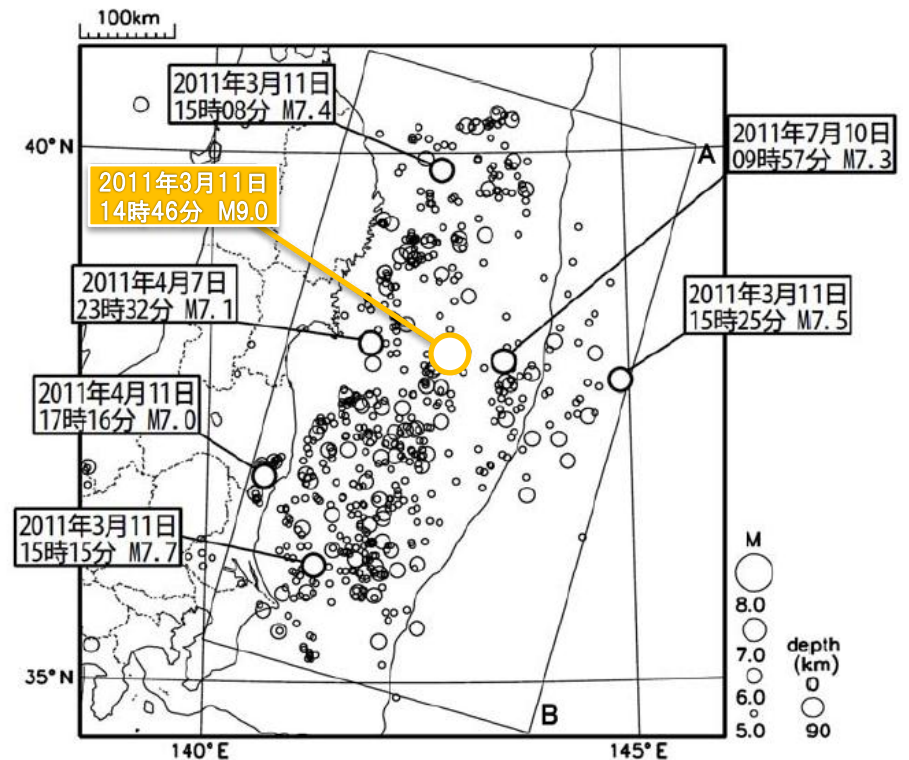 100km
2011年3月11日
15時08分 M7.4
2011年7月10日
09時57分 M7.3
40°N
A
2011年3月11日
14時46分 M9.0
2011年4月7日
23時32分 M7.1
2011年3月11日
15時25分 M7.5
2011年4月11日
17時16分 M7.0
2011年3月11日
15時15分 M7.7
M
8.0
7.0
6.0
5.0
depth
(km)
0
90
35°N
B
140°E
145°E